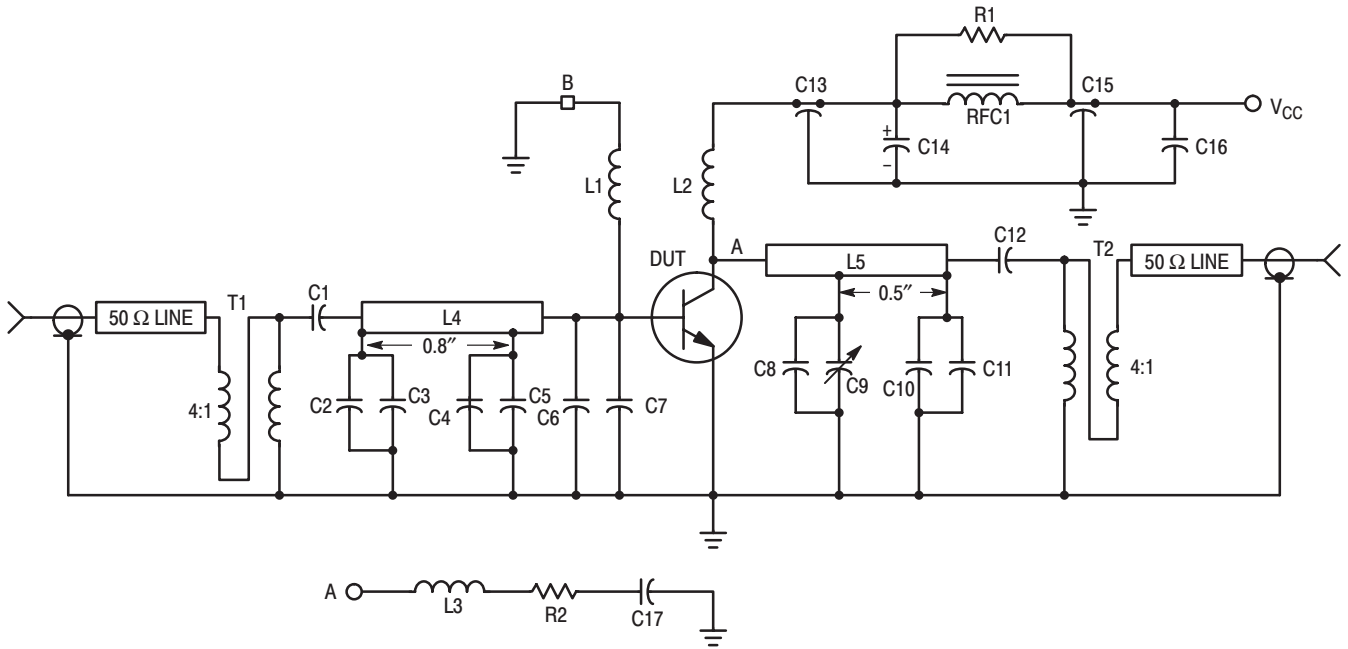 R1
B
C13
C15
RFC1
V_CC
+
C14
–
C16
L1
L2
C12
A
T2
DUT
L5
50 Ω LINE
0.5″
T1
C1
50 Ω LINE
L4
0.8″
4:1
C8
C9
C10
C11
4:1
C2
C3
C4
C5
C6
C7
A
L3
R2
C17